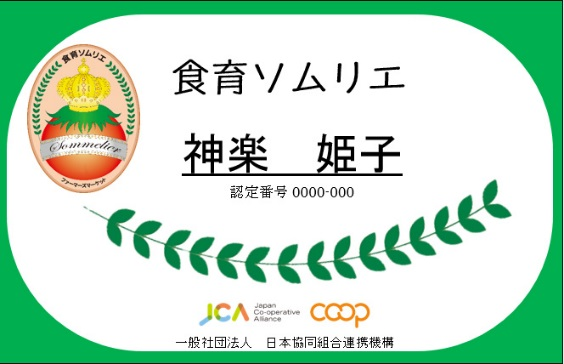 食育ソムリエ
Sommelier
ファーマーズマーケット
食育ソムリエ
神楽　姫子
認定番号 0000-000
JCA Japan Co-operative Alliance
coop
一般社団法人　日本協同組合連携機構